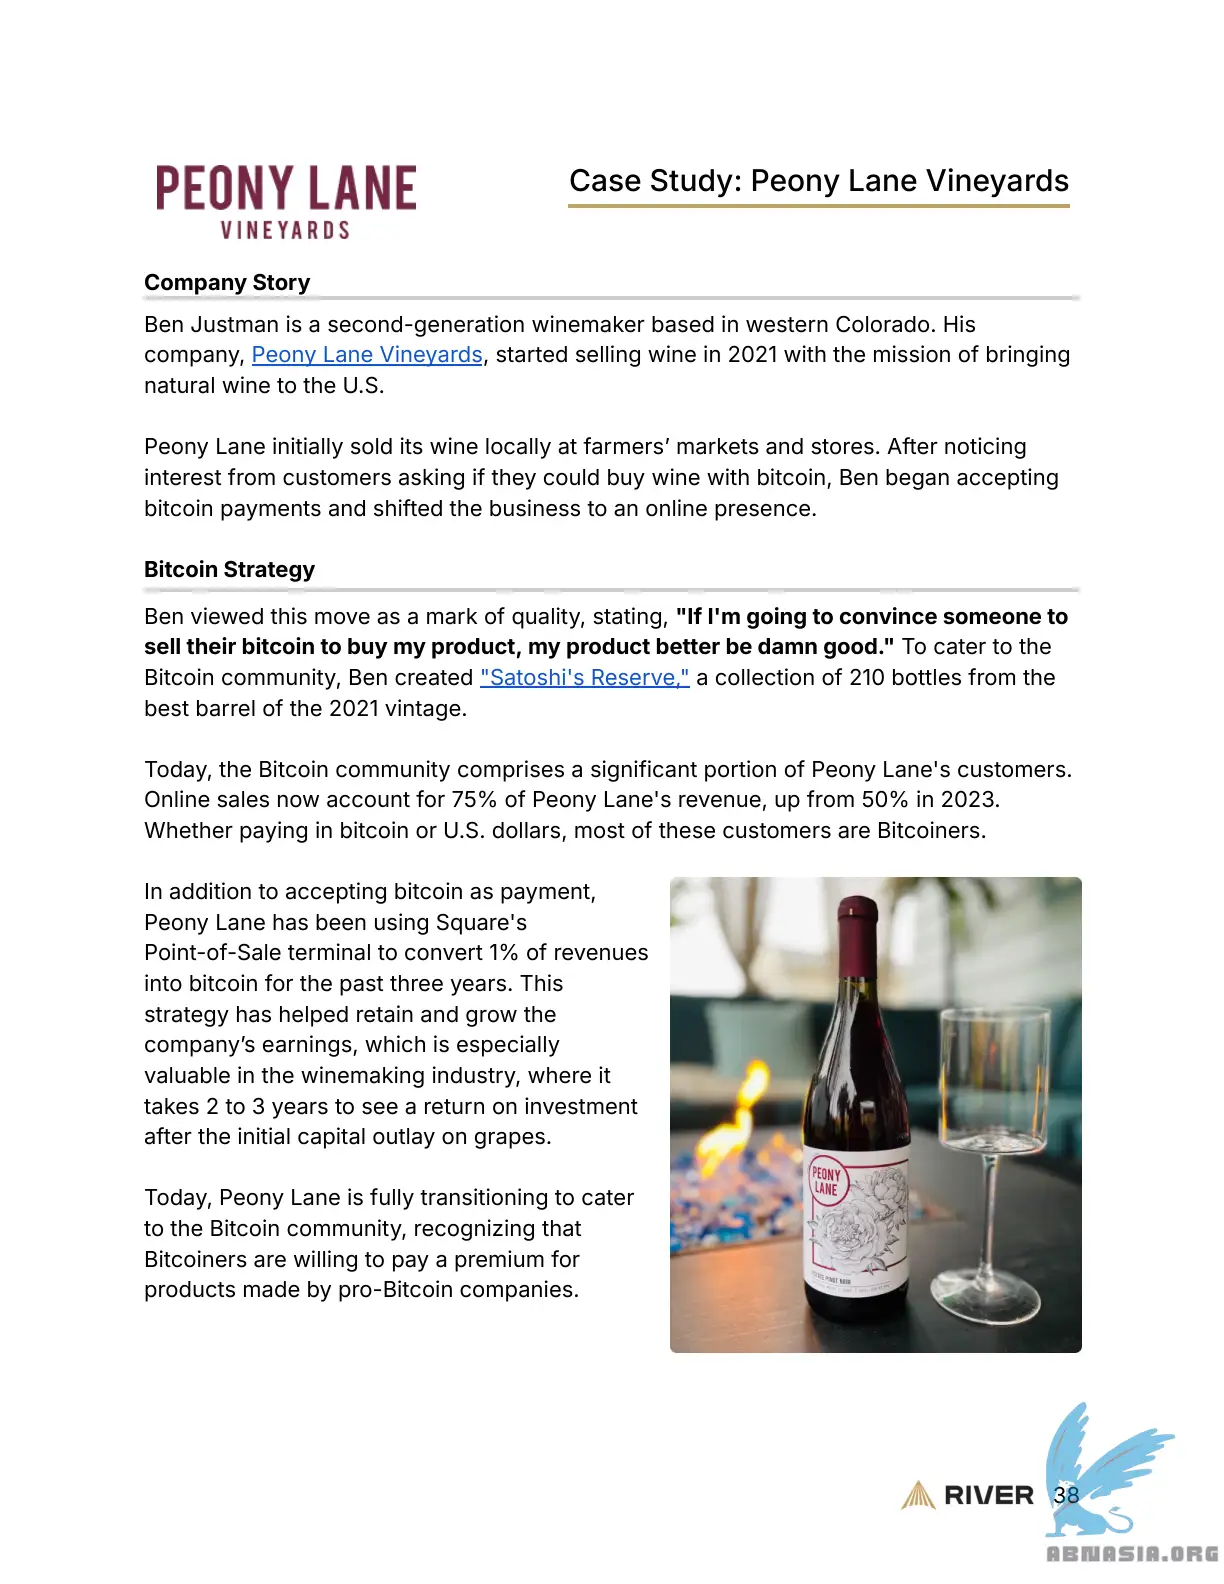 PEONY LANE
VINEYARDS
Case Study: Peony Lane Vineyards
Company Story
Ben Justman is a second-generation winemaker based in western Colorado. His
company, Peony Lane Vineyards, started selling wine in 2021 with the mission of bringing
natural wine to the U.S.
Peony Lane initially sold its wine locally at farmers’ markets and stores. After noticing
interest from customers asking if they could buy wine with bitcoin, Ben began accepting
bitcoin payments and shifted the business to an online presence.
Bitcoin Strategy
Ben viewed this move as a mark of quality, stating, "If I'm going to convince someone to
sell their bitcoin to buy my product, my product better be damn good." To cater to the
Bitcoin community, Ben created "Satoshi's Reserve," a collection of 210 bottles from the
best barrel of the 2021 vintage.
Today, the Bitcoin community comprises a significant portion of Peony Lane's customers.
Online sales now account for 75% of Peony Lane's revenue, up from 50% in 2023.
Whether paying in bitcoin or U.S. dollars, most of these customers are Bitcoiners.
In addition to accepting bitcoin as payment,
Peony Lane has been using Square's
Point-of-Sale terminal to convert 1% of revenues
into bitcoin for the past three years. This
strategy has helped retain and grow the
company’s earnings, which is especially
valuable in the winemaking industry, where it
takes 2 to 3 years to see a return on investment
after the initial capital outlay on grapes.
Today, Peony Lane is fully transitioning to cater
to the Bitcoin community, recognizing that
Bitcoiners are willing to pay a premium for
products made by pro-Bitcoin companies.
PEONY
LANE
PINOT NOIR
RIVER 38
ABNASIA.ORG